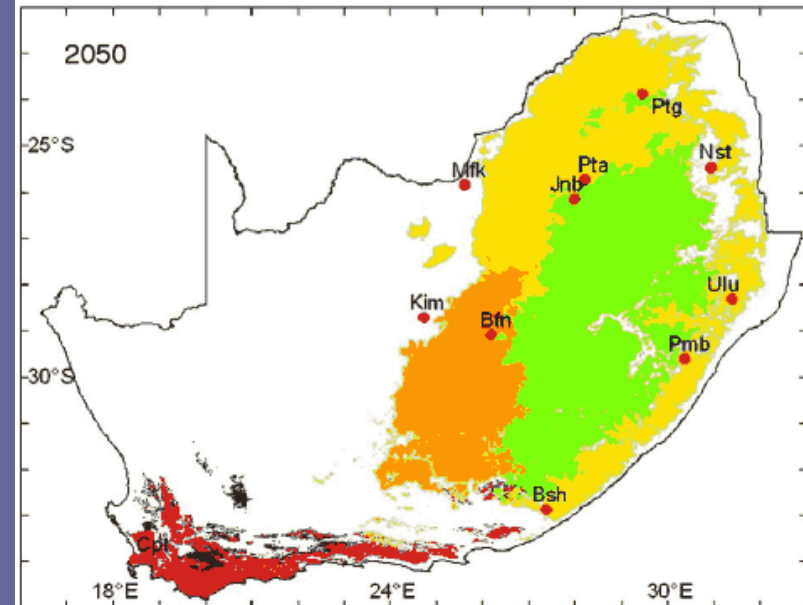 2050
Ptg
25°S
Mfk
Pta
Nst
Jnb
Ulu
Kim
Bfn
Pmb
30°S
Bsh
Cpt
18°E
24°E
30°E